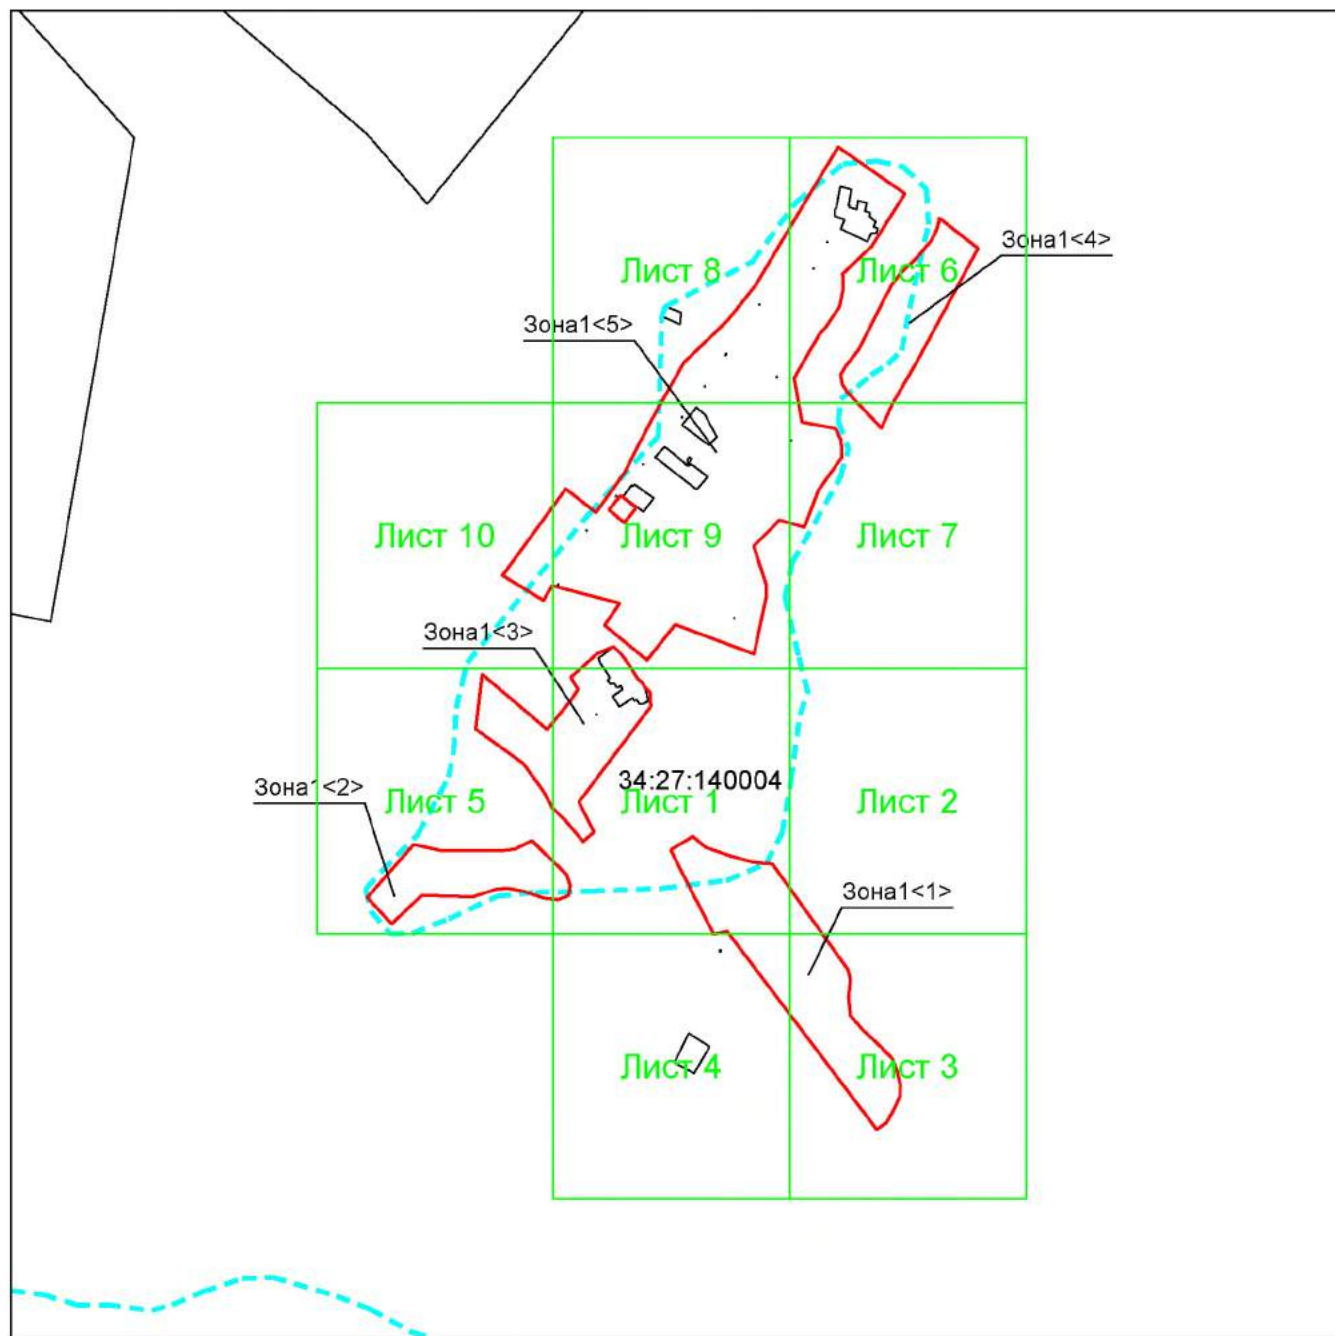 Зона1<4>
Лист 8
Лист 6
Зона1<5>
Лист 10
Лист 9
Лист 7
Зона1<3>
34:27:140004
Зона1<2>
Лист 5
Лист 1
Лист 2
Зона1<1>
Лист 4
Лист 3